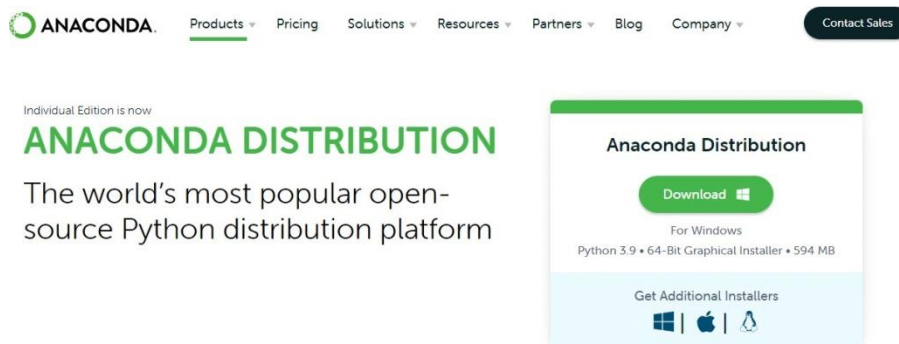 ANACONDA.
Products
Pricing
Solutions
Resources
Partners
Blog
Company
Contact Sales
Individual Edition is now
ANACONDA DISTRIBUTION
The world's most popular open-
source Python distribution platform
Anaconda Distribution
Download
For Windows
Python 3.9 • 64-Bit Graphical Installer • 594 MB
Get Additional Installers